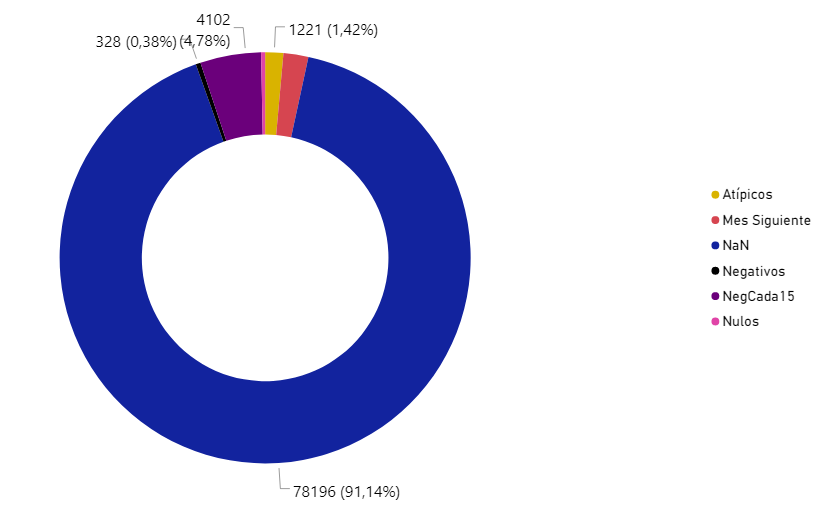 4102
(4,78%)
328 (0,38%)
1221 (1,42%)
78196 (91,14%)
Atípicos
Mes Siguiente
NaN
Negativos
NegCada15
Nulos